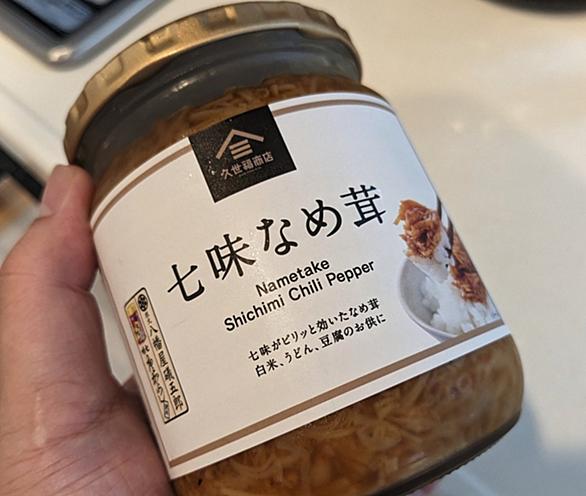 久世福商店
七味なめ茸
Nametake
Shichimi Chili Pepper
七味がピリッと効いたなめ茸
白米、うどん、豆腐のお供に
八幡屋礒五郎